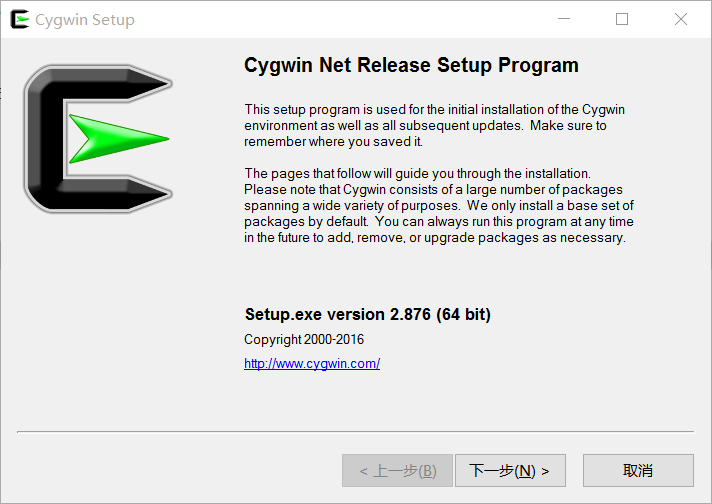 Cygwin Setup
Cygwin Net Release Setup Program
This setup program is used for the initial installation of the Cygwin
environment as well as all subsequent updates.  Make sure to
remember where you saved it.
The pages that follow will guide you through the installation.
Please note that Cygwin consists of a large number of packages
spanning a wide variety of purposes.  We only install a base set of
packages by default.  You can always run this program at any time
in the future to add, remove, or upgrade packages as necessary.
Setup.exe version 2.876 (64 bit)
Copyright 2000-2016
http://www.cygwin.com/
< 上一步(B) 下一步(N) > 取消